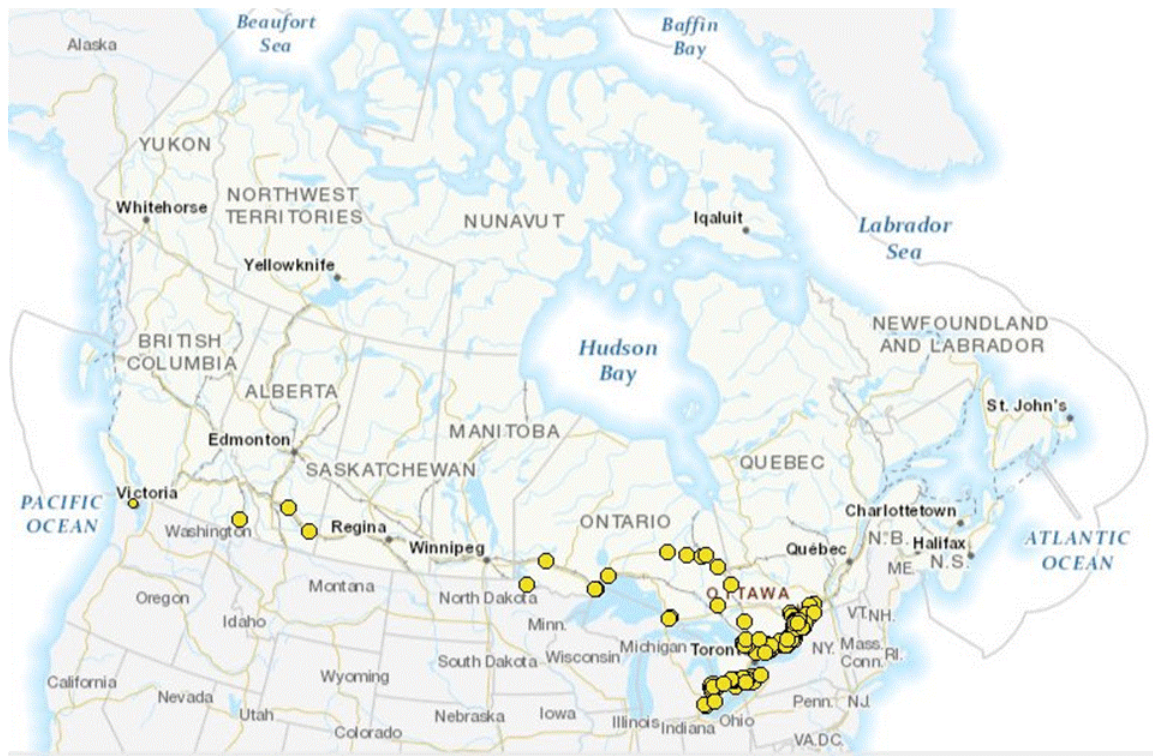 Beaufort
Sea
Baffin
Bay
Alaska
YUKON
NORTHWEST
TERRITORIES
Whitehorse
NUNAVUT
Iqaluit
Labrador
Sea
Yellowknife
BRITISH
COLUMBIA
Hudson
Bay
NEWFOUNDLAND
AND LABRADOR
ALBERTA
St. John's
Edmonton
MANITOBA
SASKATCHEWAN
QUEBEC
PACIFIC
OCEAN
Victoria
Charlottetown
Washington
Regina
ONTARIO
Winnipeg
Québec
N.B.
Halifax
N.S.
ATLANTIC
OCEAN
ME.
Montana
North Dakota
OTTAWA
Oregon
Idaho
Minn.
VT.
NH.
Michigan
Toron
NY.
Mass.
Conn.
RI.
South Dakota
Wisconsin
California
Wyoming
Nevada
Utah
Nebraska
Iowa
Illinois
Indiana
Ohio
Penn.
NJ.
Colorado
VA.
DC.